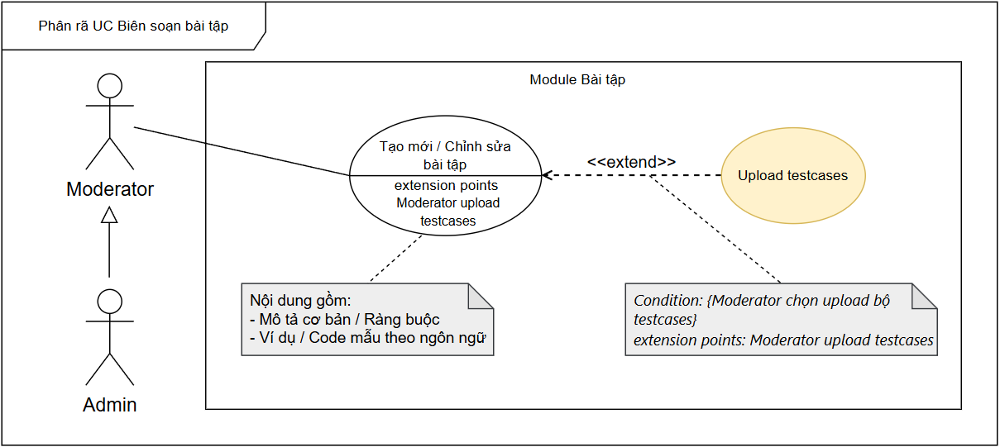 Phân rã UC Biên soạn bài tập
Module Bài tập
Moderator
Tạo mới / Chỉnh sửa
bài tập
extension points
Moderator upload
testcases
<<extend>>
Upload testcases
Nội dung gồm:
- Mô tả cơ bản / Ràng buộc
- Ví dụ / Code mẫu theo ngôn ngữ
Condition: {Moderator chọn upload bộ
testcases}
extension points: Moderator upload testcases
Admin